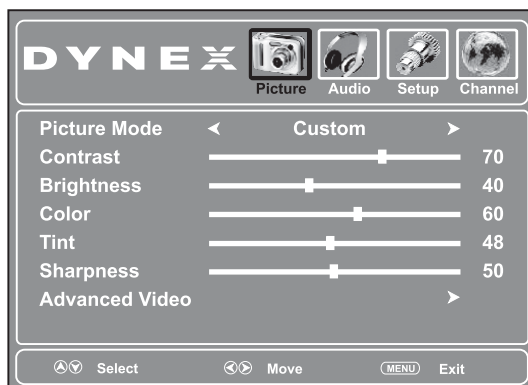 DYNEX
Picture Audio Setup Channel
Picture Mode Custom
Contrast 70
Brightness 40
Color 60
Tint 48
Sharpness 50
Advanced Video
Select Move MENU Exit